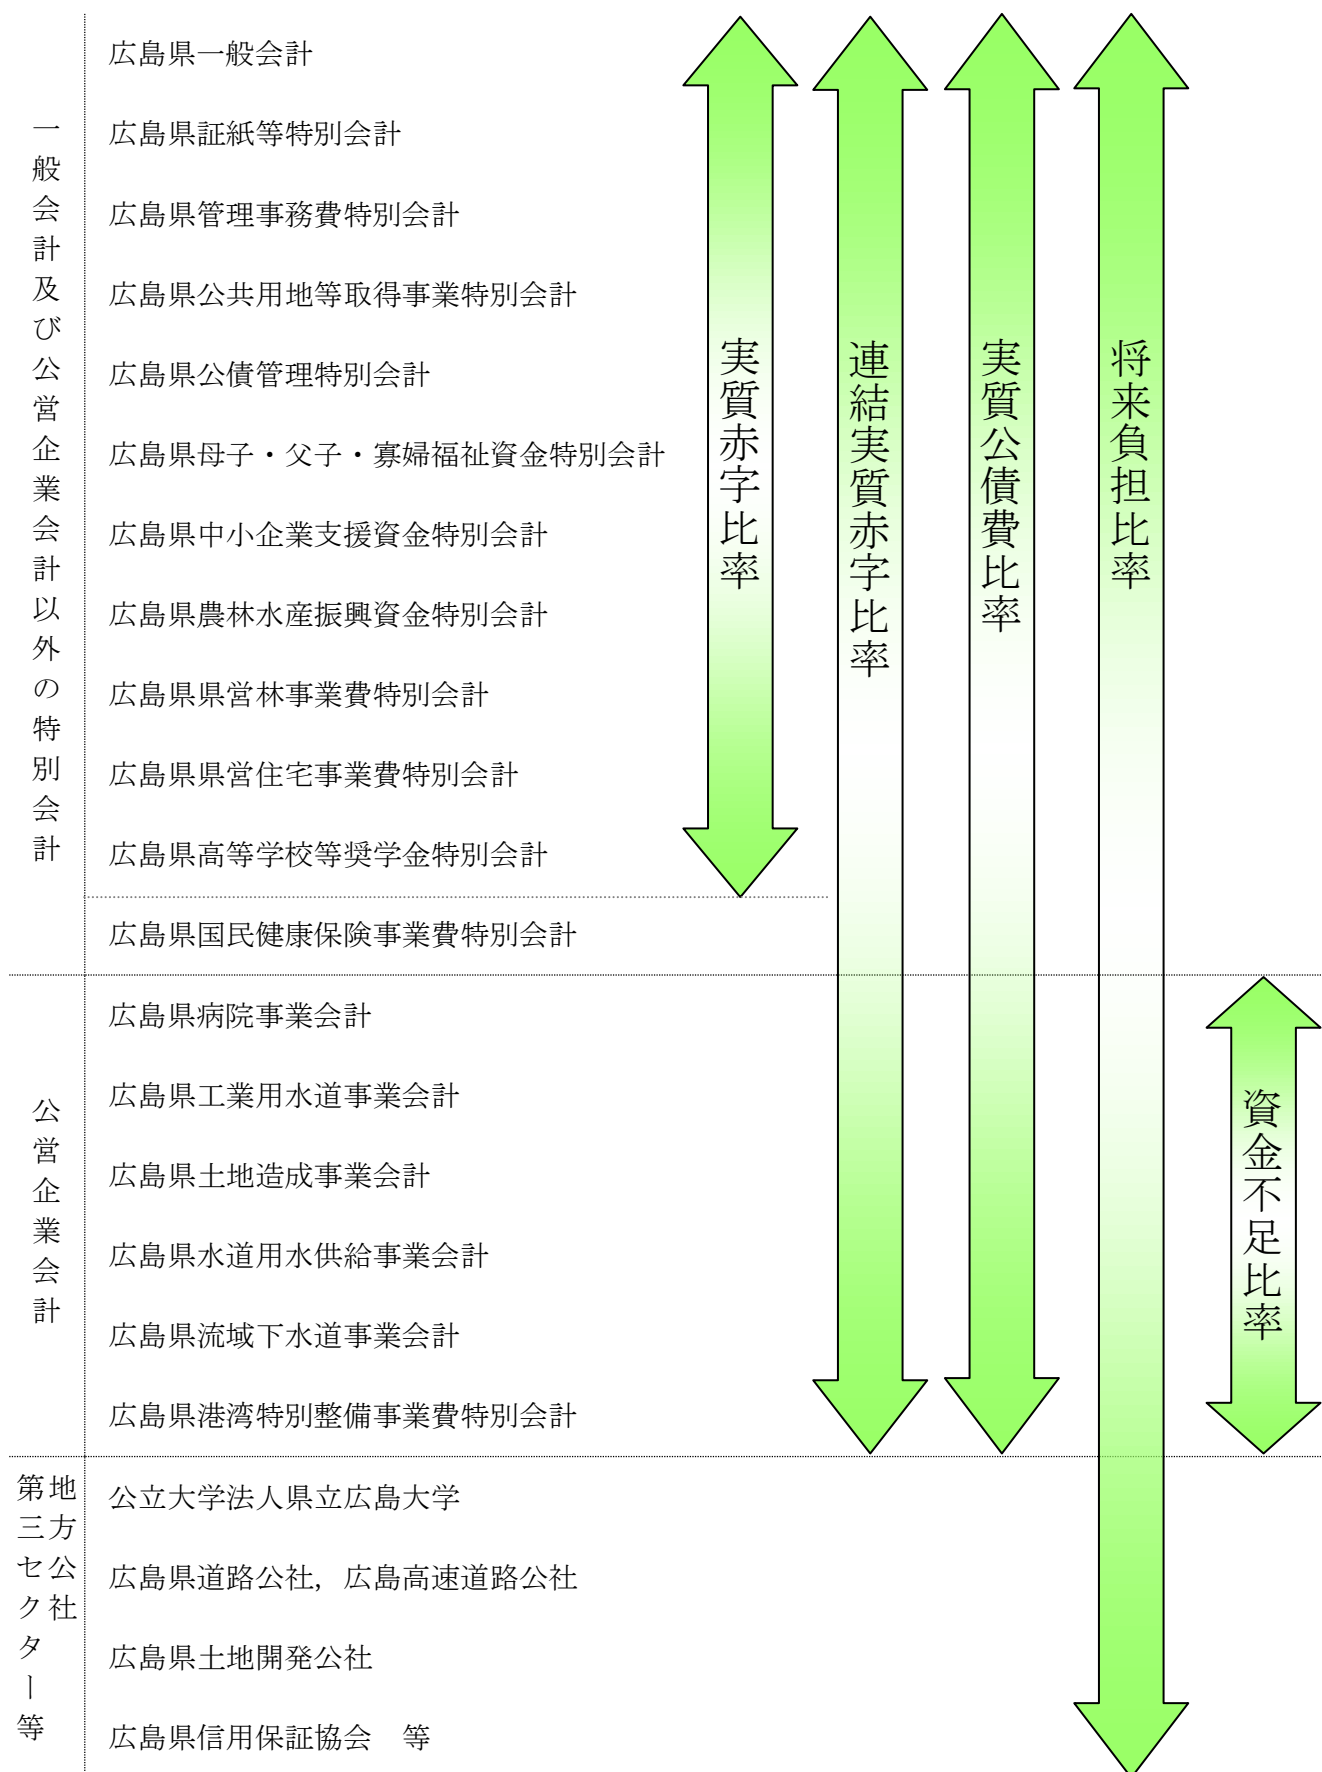 一般会計及び公営企業会計以外の特別会計
広島県一般会計
広島県証紙等特別会計
広島県管理事務費特別会計
広島県公共用地等取得事業特別会計
広島県公債管理特別会計
広島県母子・父子・寡婦福祉資金特別会計
広島県中小企業支援資金特別会計
広島県農林水産振興資金特別会計
広島県県営林事業費特別会計
広島県県営住宅事業費特別会計
広島県高等学校等奨学金特別会計
広島県国民健康保険事業費特別会計
公営企業会計
広島県病院事業会計
広島県工業用水道事業会計
広島県土地造成事業会計
広島県水道用水供給事業会計
広島県流域下水道事業会計
広島県港湾特別整備事業費特別会計
地方公社
第三セクター等
公立大学法人県立広島大学
広島県道路公社，広島高速道路公社
広島県土地開発公社
広島県信用保証協会　等
実質赤字比率
連結実質赤字比率
実質公債費比率
将来負担比率
資金不足比率